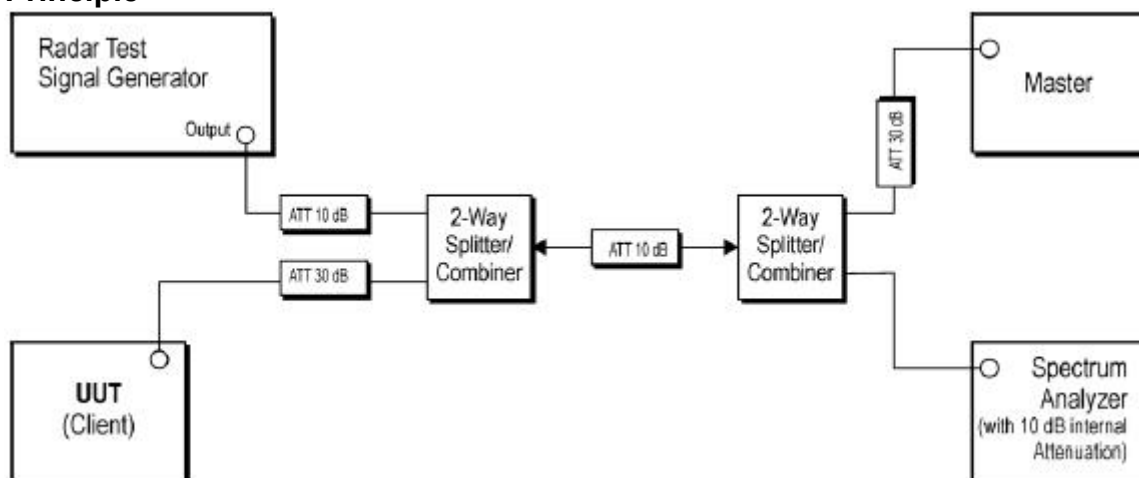 Principle
Radar Test
Signal Generator
Output
ATT 10 dB
ATT 30 dB
2-Way
Splitter/
Combiner
ATT 10 dB
2-Way
Splitter/
Combiner
ATT 30 dB
Master
UUT
(Client)
Spectrum
Analyzer
(with 10 dB internal
Attenuation)